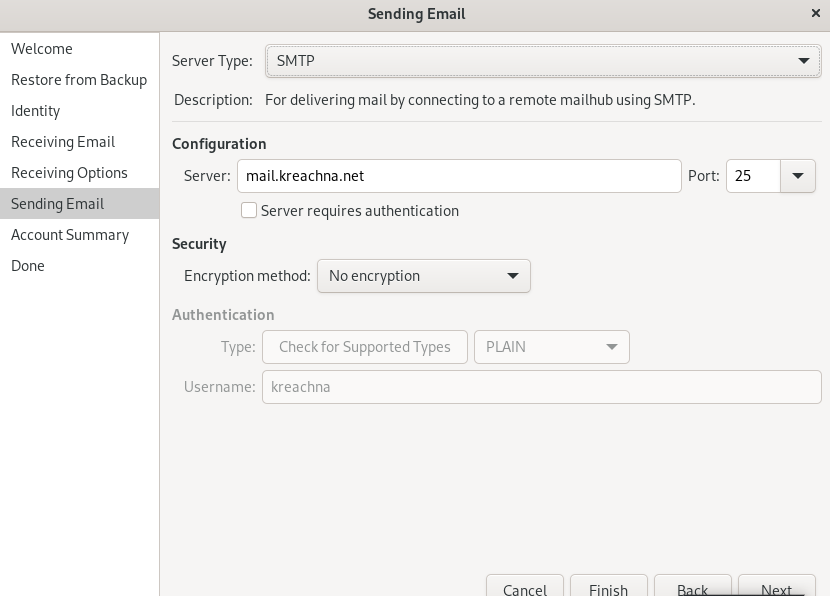 Sending Email
Welcome
Restore from Backup
Identity
Receiving Email
Receiving Options
Sending Email
Account Summary
Done
Server Type: SMTP
Description: For delivering mail by connecting to a remote mailhub using SMTP.
Configuration
Server: mail.kreachna.net Port: 25
Server requires authentication
Security
Encryption method: No encryption
Authentication
Type: Check for Supported Types PLAIN
Username: kreachna
Cancel Finish Back Next